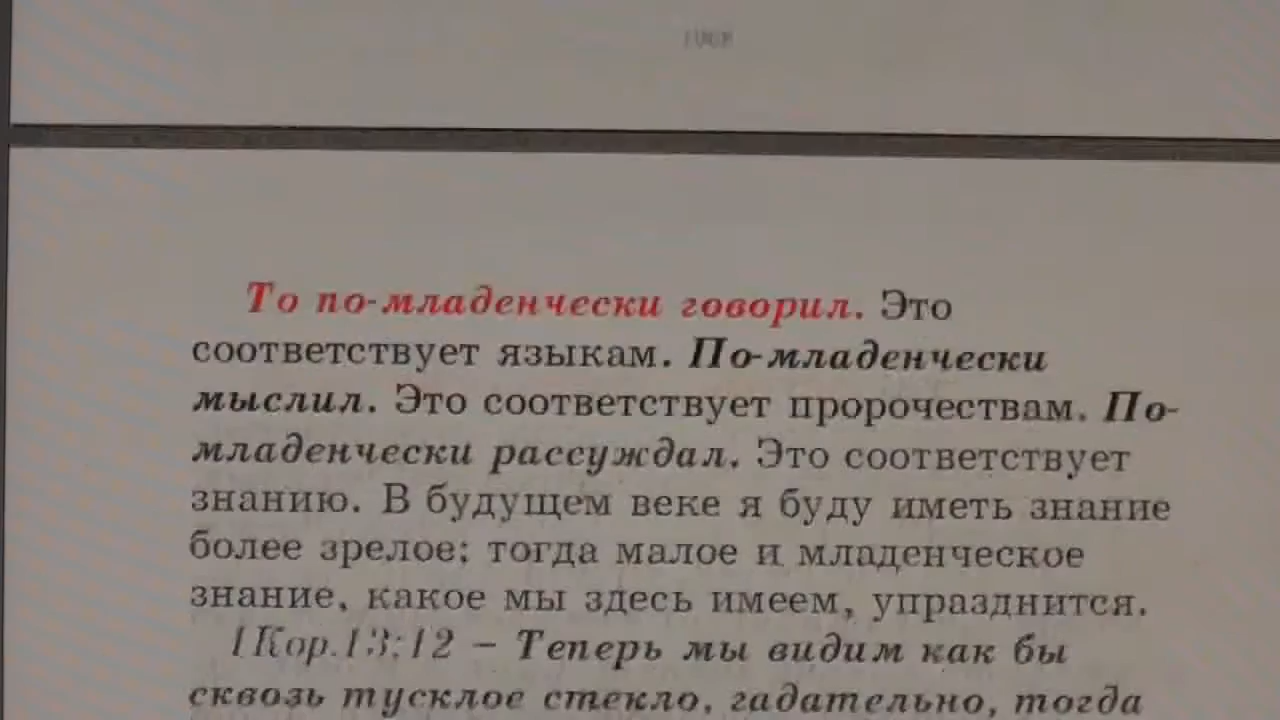 То по-младенчески говорил. Это
соответствует языкам. По-младенчески
мыслил. Это соответствует пророчествам. По-
младенчески рассуждал. Это соответствует
знанию. В будущем веке я буду иметь знание
более зрелое; тогда малое и младенческое
знание, какое мы здесь имеем, упразднится.
1Кор.13:12 – Теперь мы видим как бы
сквозь тусклое стекло, гадательно, тогда